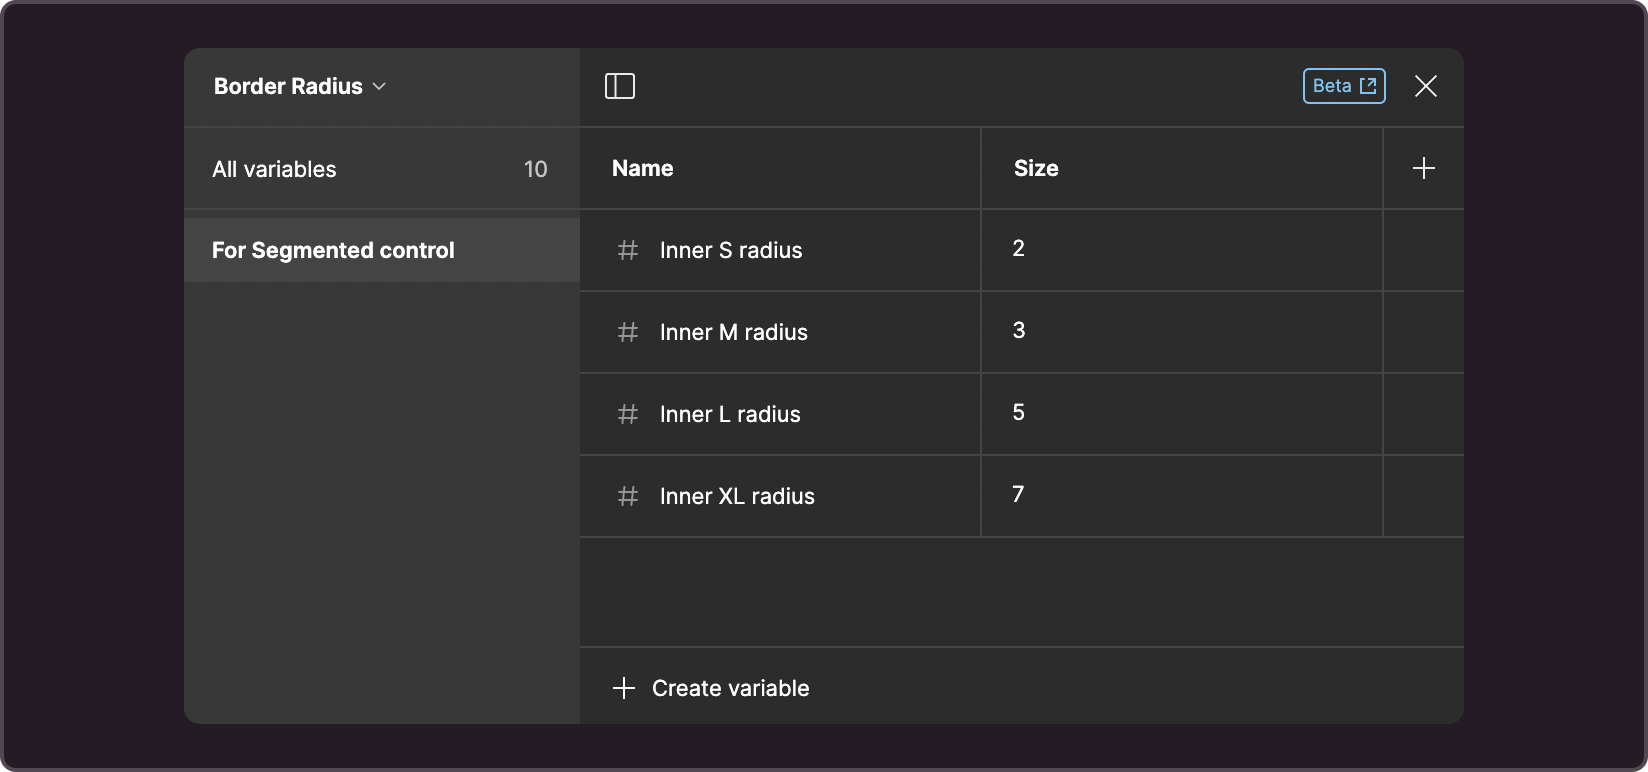 Border Radius
Beta
All variables 10
Name Size
For Segmented control
# Inner S radius 2
# Inner M radius 3
# Inner L radius 5
# Inner XL radius 7
Create variable